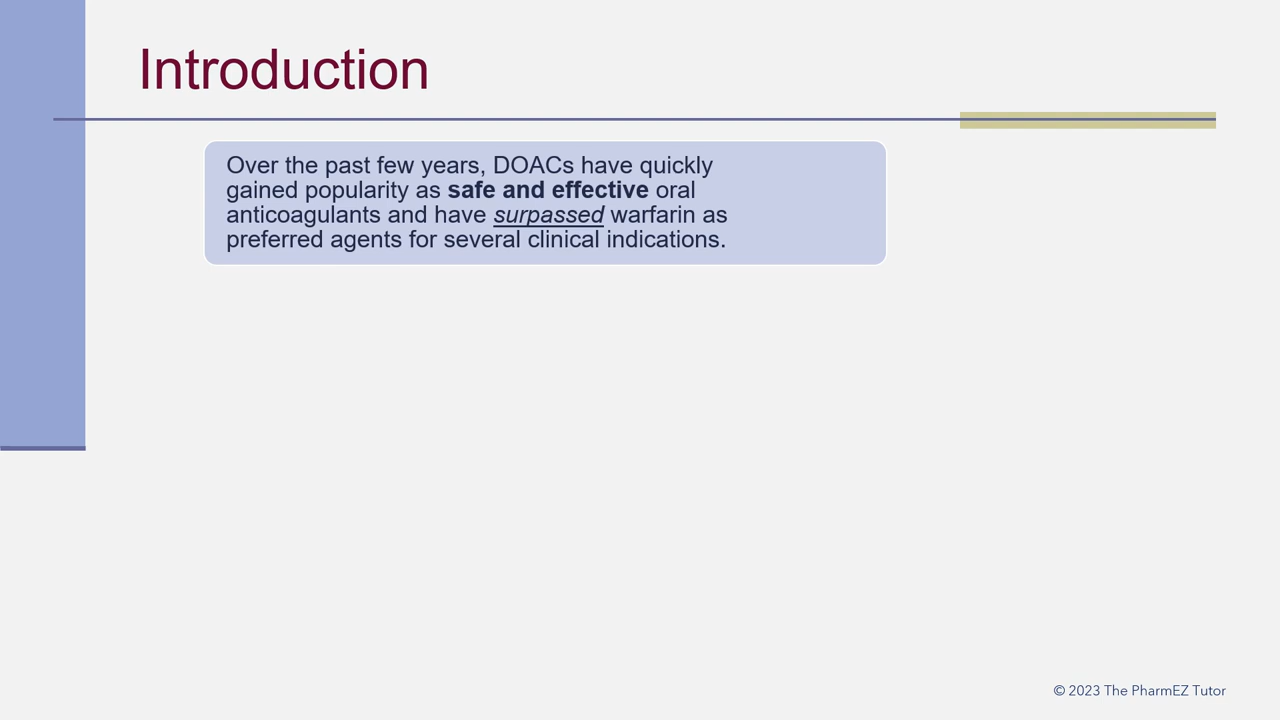 Introduction
Over the past few years, DOACs have quickly
gained popularity as safe and effective oral
anticoagulants and have surpassed warfarin as
preferred agents for several clinical indications.
© 2023 The PharmEZ Tutor